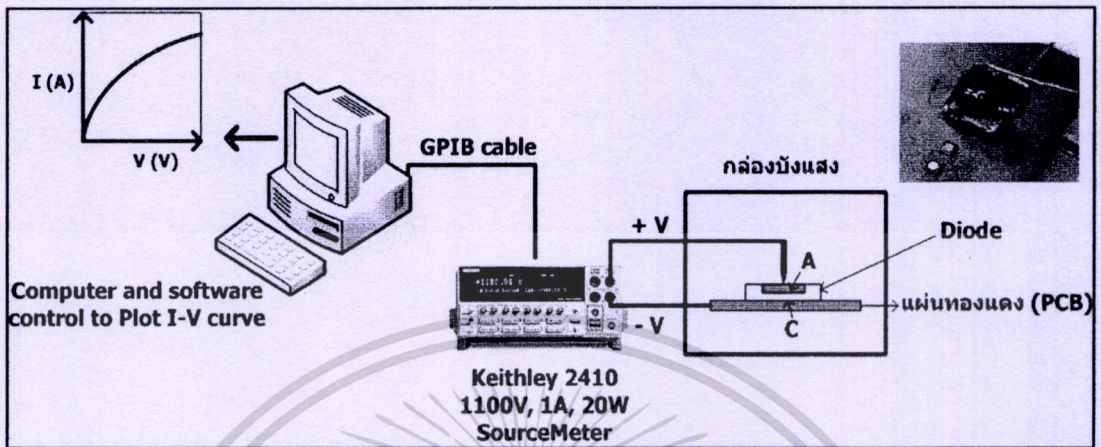 I (A)
V (V)
GPIB cable
กล่องบังแสง
+ V
Diode
A
Computer and software
control to Plot I-V curve
- V
C
แผ่นทองแดง (PCB)
Keithley 2410
1100V, 1A, 20W
SourceMeter